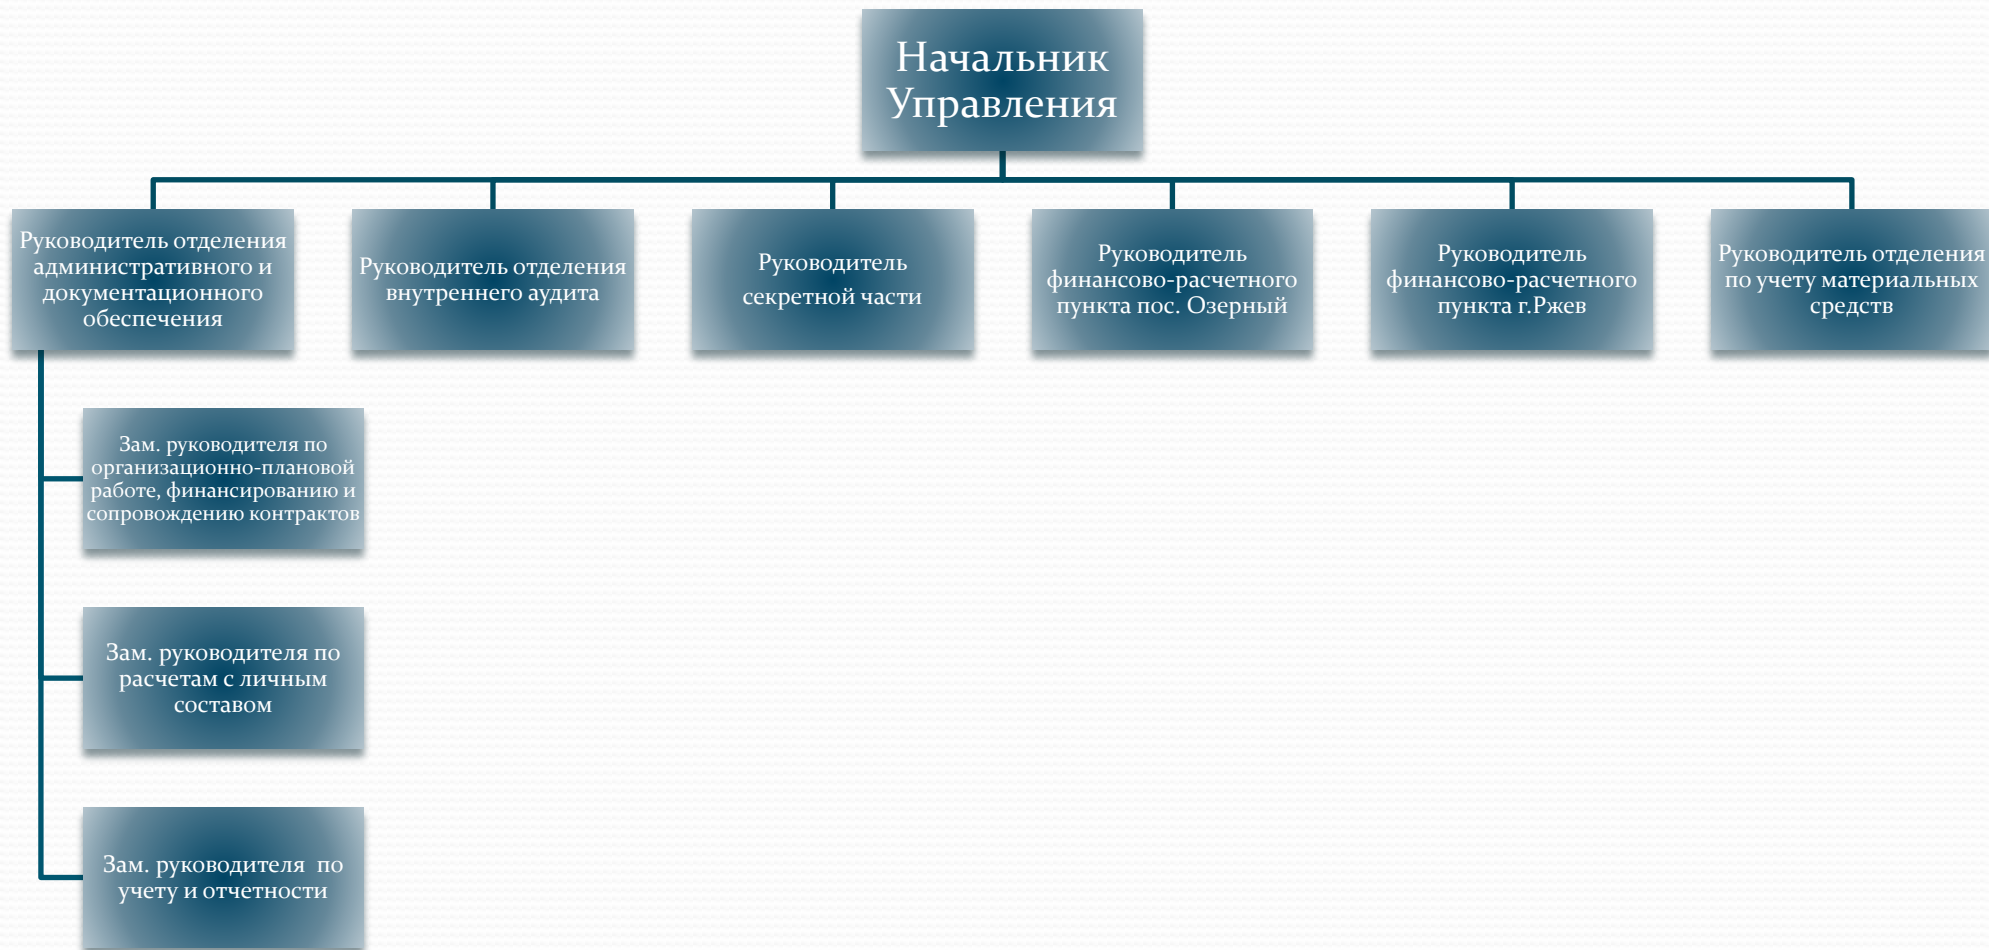 Начальник
Управления
Руководитель отделения
административного и
документационного
обеспечения
Руководитель отделения
внутреннего аудита
Руководитель
секретной части
Руководитель
финансово-расчетного
пункта пос. Озерный
Руководитель
финансово-расчетного
пункта г.Ржев
Руководитель отделения
по учету материальных
средств
Зам. руководителя по
организационно-плановой
работе, финансированию и
сопровождению контрактов
Зам. руководителя по
расчетам с личным
составом
Зам. руководителя по
учету и отчетности